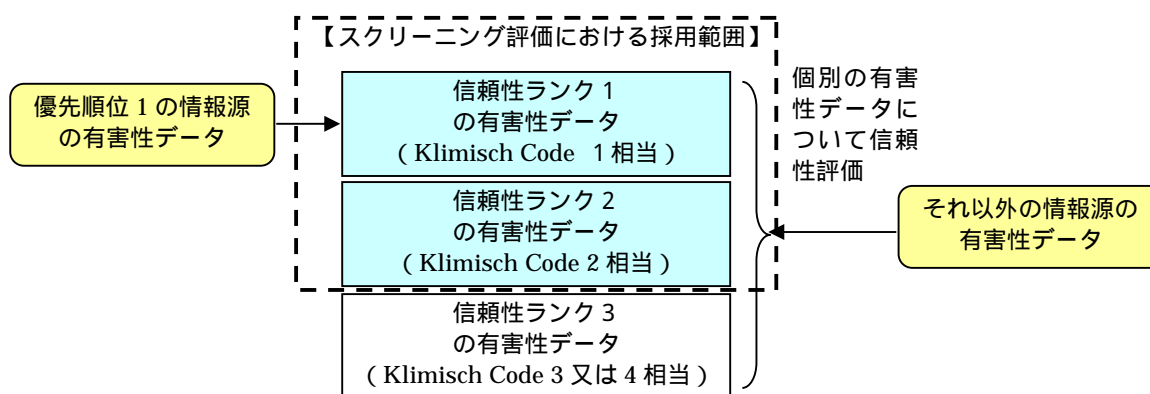 【スクリーニング評価における採用範囲】
優先順位1の情報源
の有害性データ
信頼性ランク1
の有害性データ
(Klimisch Code 1相当)
信頼性ランク2
の有害性データ
(Klimisch Code 2相当)
信頼性ランク3
の有害性データ
(Klimisch Code 3又は4相当)
個別の有害
性データに
ついて信頼
性評価
それ以外の情報源の
有害性データ